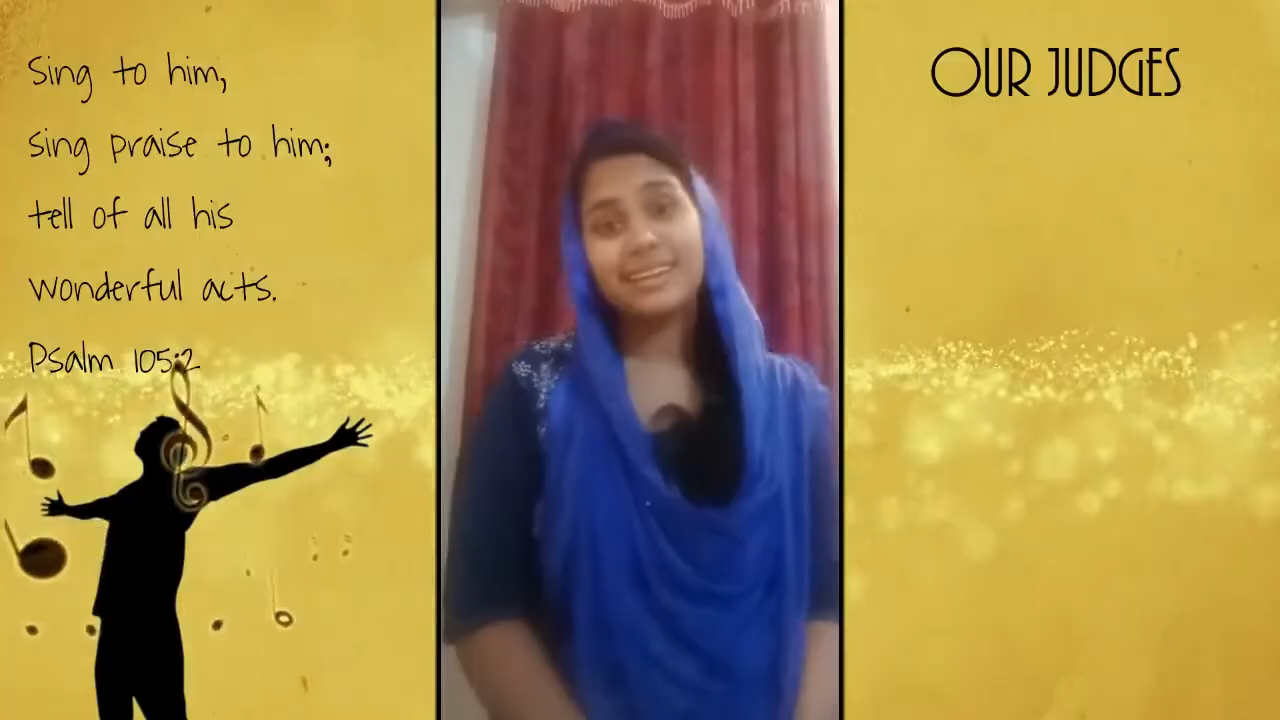 Sing to him,
sing praise to him;
tell of all his
wonderful acts.
Psalm 105:2
OUR JUDGES